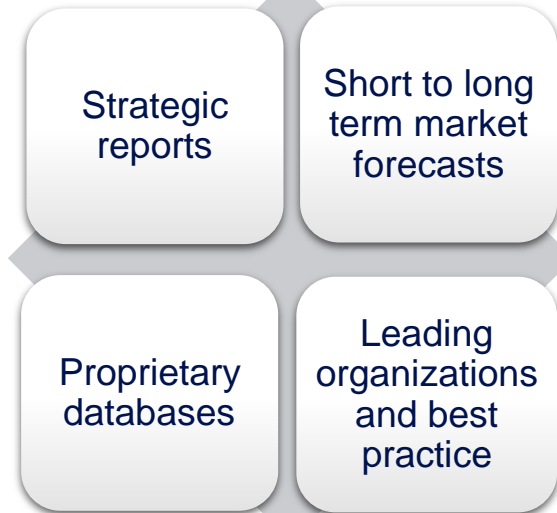 Strategic
reports
Short to long
term market
forecasts
Proprietary
databases
Leading
organizations
and best
practice